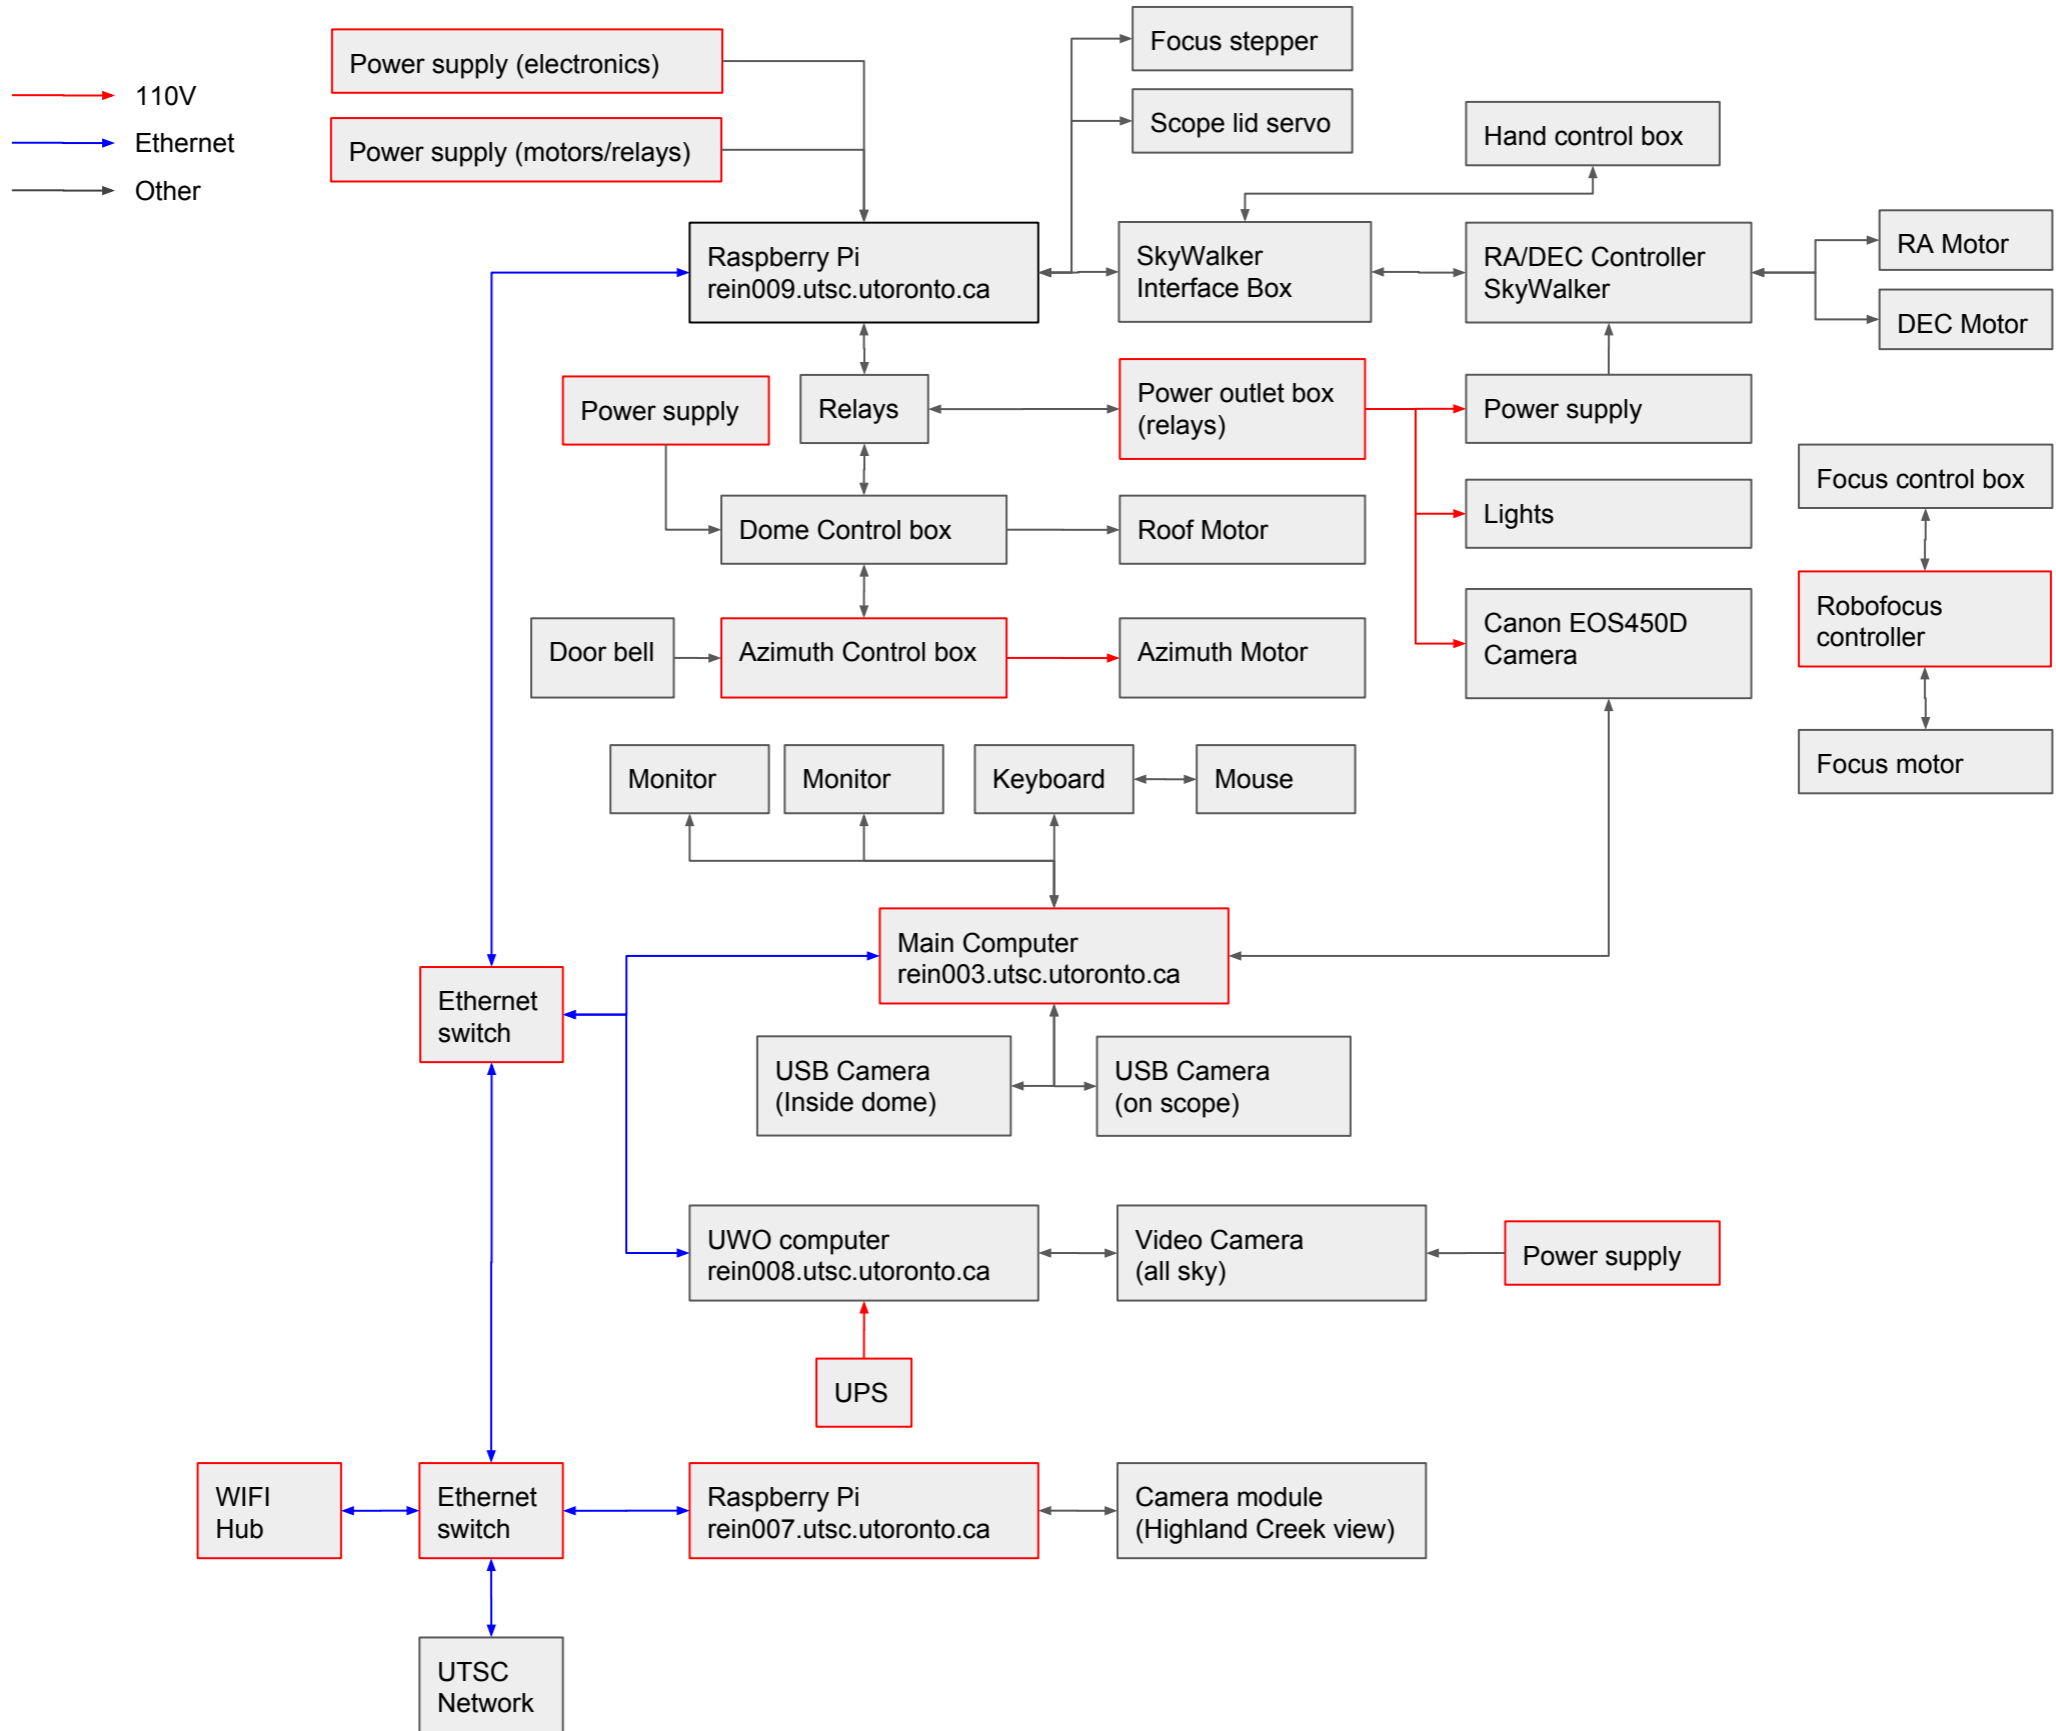 110V
Ethernet
Other
Power supply (electronics)
Power supply (motors/relays)
Focus stepper
Scope lid servo
Hand control box
Raspberry Pi
rein009.utsc.utoronto.ca
SkyWalker
Interface Box
RA/DEC Controller
SkyWalker
RA Motor
DEC Motor
Power supply
Relays
Power outlet box
(relays)
Power supply
Focus control box
Dome Control box
Roof Motor
Lights
Door bell
Azimuth Control box
Azimuth Motor
Canon EOS450D
Camera
Robofocus
controller
Focus motor
Monitor
Monitor
Keyboard
Mouse
Main Computer
rein003.utsc.utoronto.ca
Ethernet
switch
USB Camera
(Inside dome)
USB Camera
(on scope)
UWO computer
rein008.utsc.utoronto.ca
Video Camera
(all sky)
Power supply
UPS
WIFI
Hub
Ethernet
switch
Raspberry Pi
rein007.utsc.utoronto.ca
Camera module
(Highland Creek view)
UTSC
Network